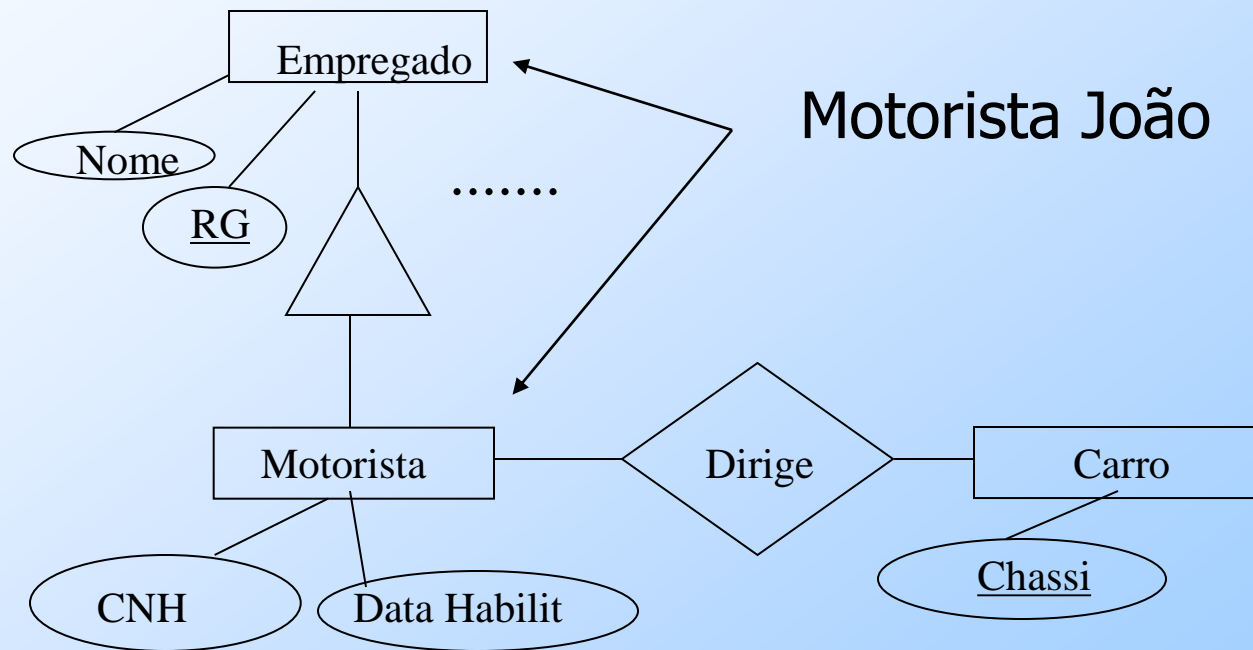 Empregado
Motorista João
Nome
.......
RG
Motorista
Dirige
Carro
Chassi
CNH
Data Habilit